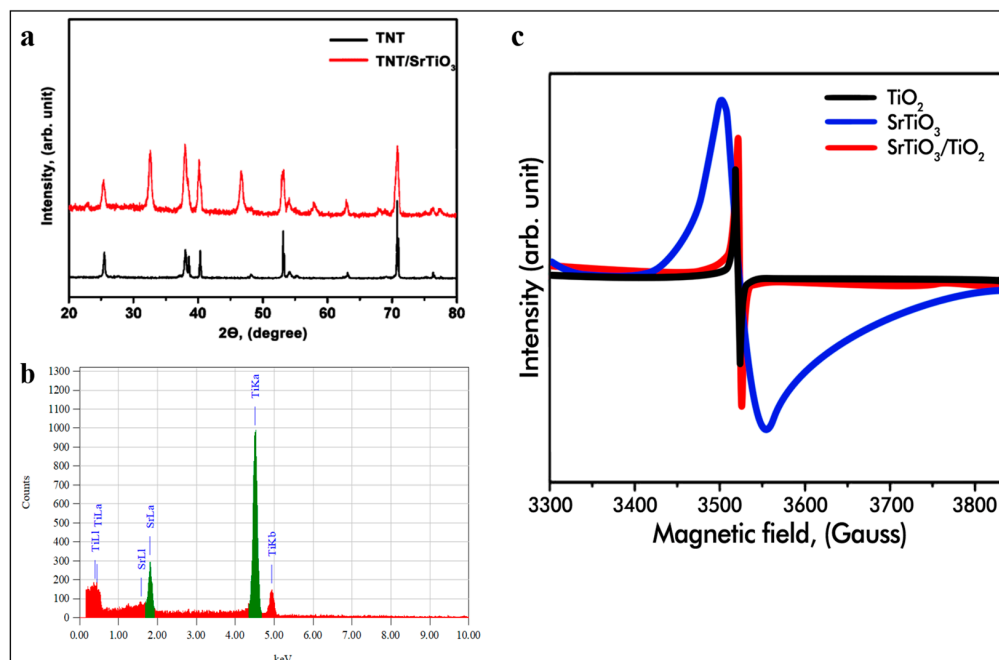 a
TNT
TNT/SrTiO₃
Intensity, (arb. unit)
20 30 40 50 60 70 80
2Θ, (degree)
b
1300
1200
1100
1000
900
800
700
600
500
400
300
200
100
0
Counts
TiLl
TiLa
SrLl
SrLa
TiKa
TiKb
0.00 1.00 2.00 3.00 4.00 5.00 6.00 7.00 8.00 9.00 10.00
keV
c
TiO₂
SrTiO₃
SrTiO₃/TiO₂
Intensity (arb. unit)
3300 3400 3500 3600 3700 3800
Magnetic field, (Gauss)